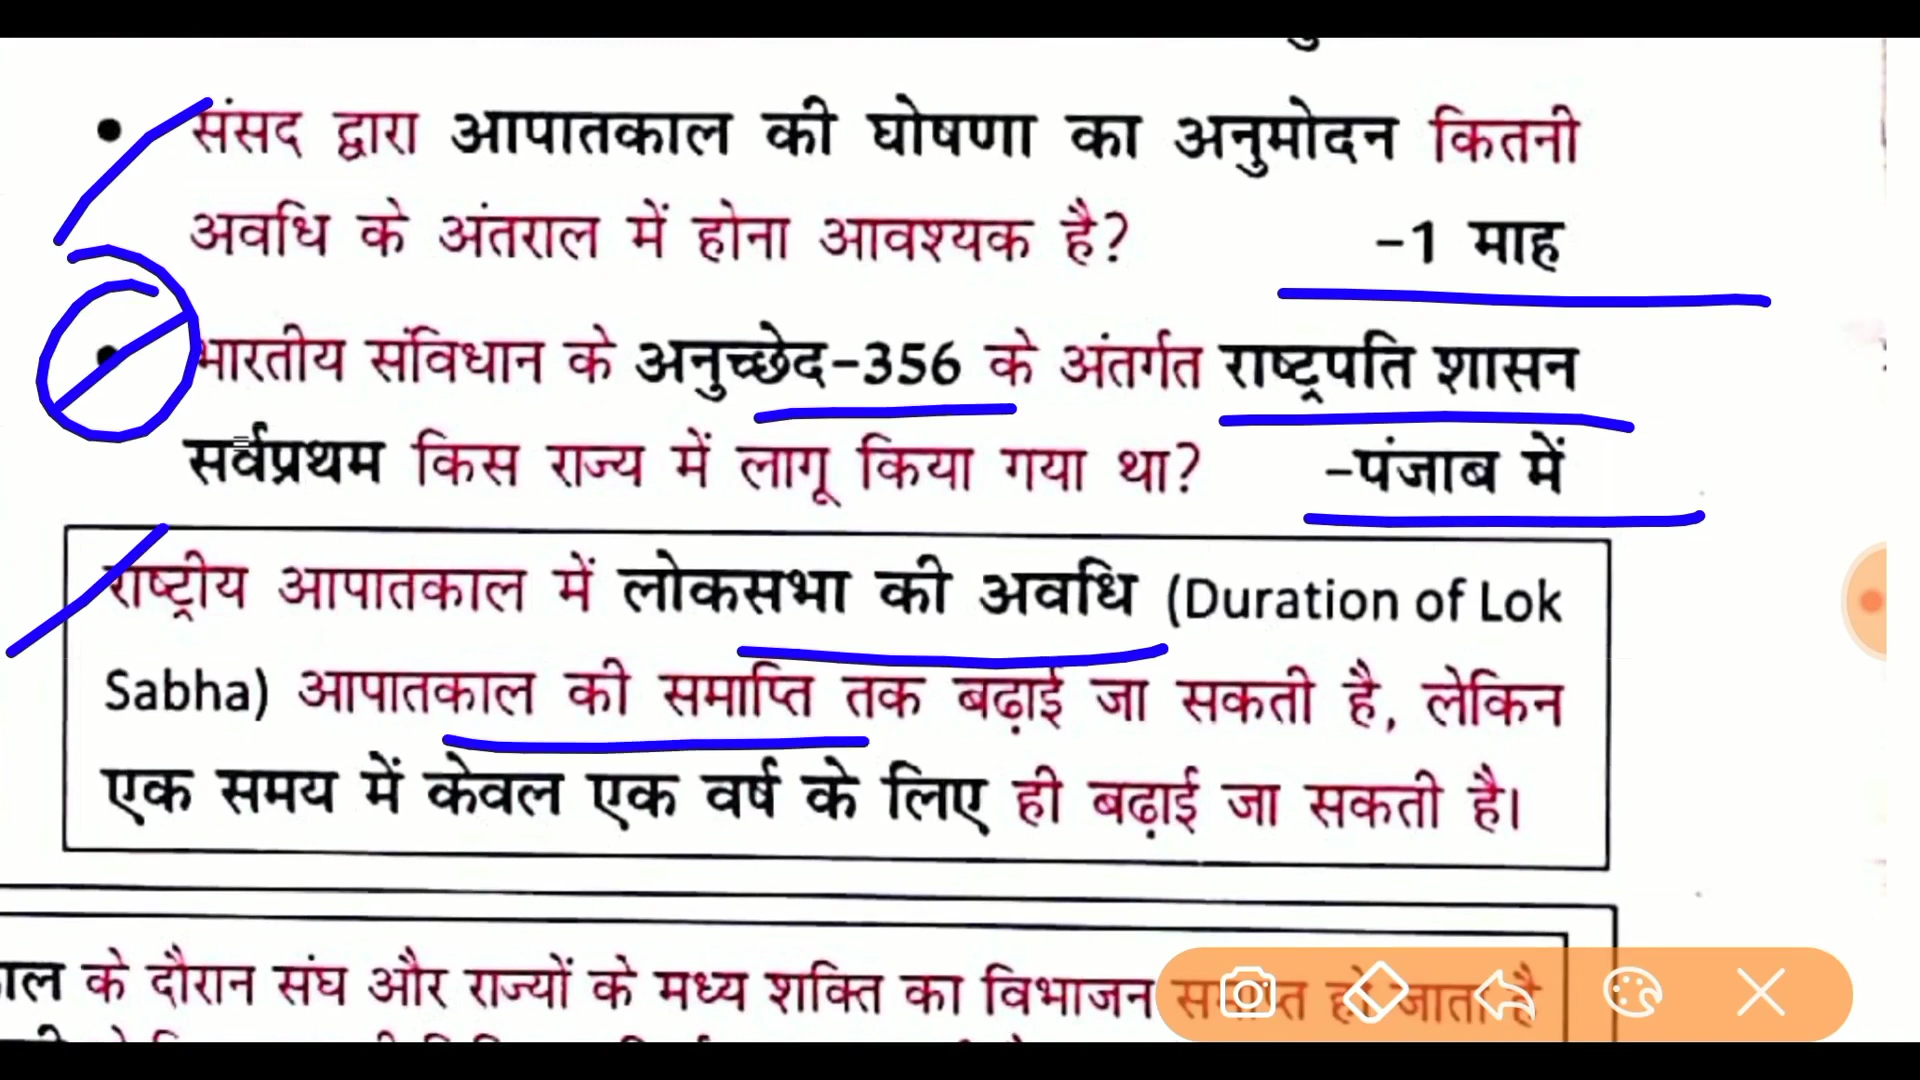 संसद द्वारा आपातकाल की घोषणा का अनुमोदन कितनी
अवधि के अंतराल में होना आवश्यक है? -1 माह
भारतीय संविधान के अनुच्छेद-356 के अंतर्गत राष्ट्रपति शासन
सर्वप्रथम किस राज्य में लागू किया गया था? -पंजाब में
राष्ट्रीय आपातकाल में लोकसभा की अवधि (Duration of Lok
Sabha) आपातकाल की समाप्ति तक बढ़ाई जा सकती है, लेकिन
एक समय में केवल एक वर्ष के लिए ही बढ़ाई जा सकती है।
के दौरान संघ और राज्यों के मध्य शक्ति का विभाजन समाप्त हो जाता है